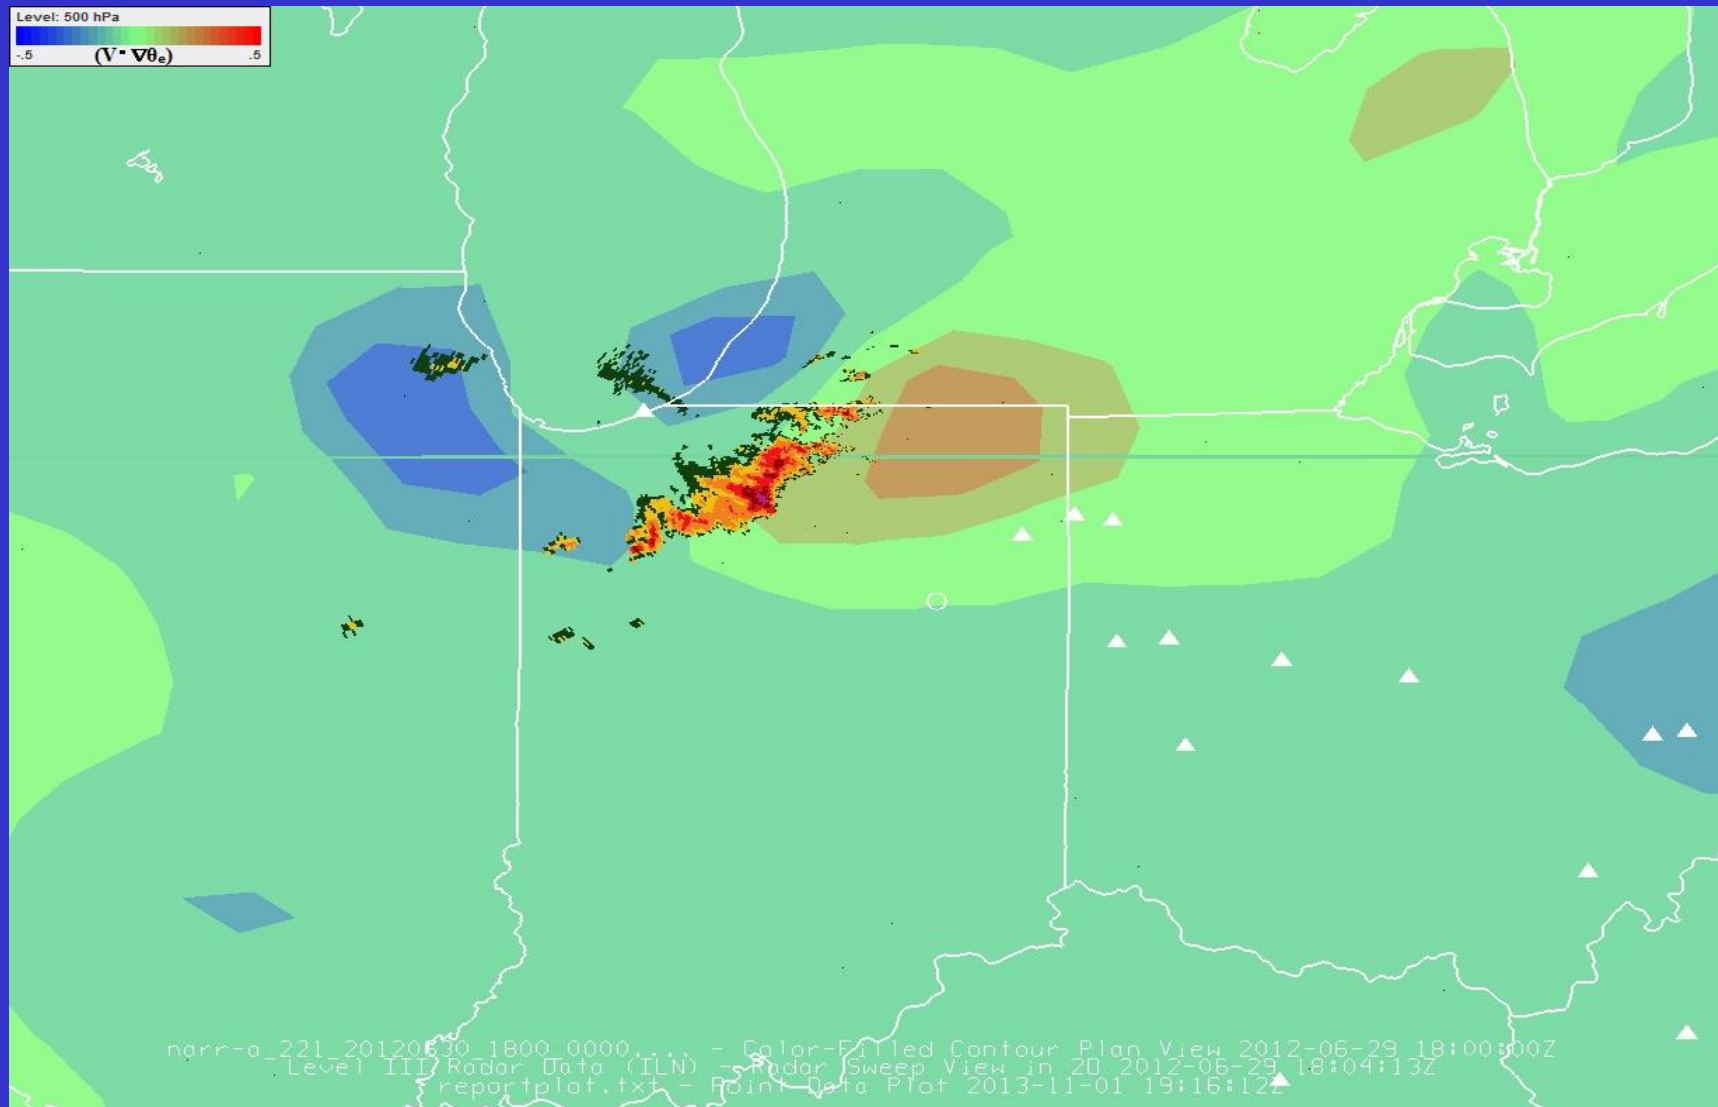 Level: 500 hPa
-.5 (V · ∇θe) .5
narr-a_221_20120630_1800_0000.... - Color-Filled Contour Plan View 2012-06-29 18:00:00Z
Level III Radar Data (ILN) - Radar Sweep View in 2D 2012-06-29 18:04:13Z
reportplot.txt - Point Data Plot 2013-11-01 19:16:12Z